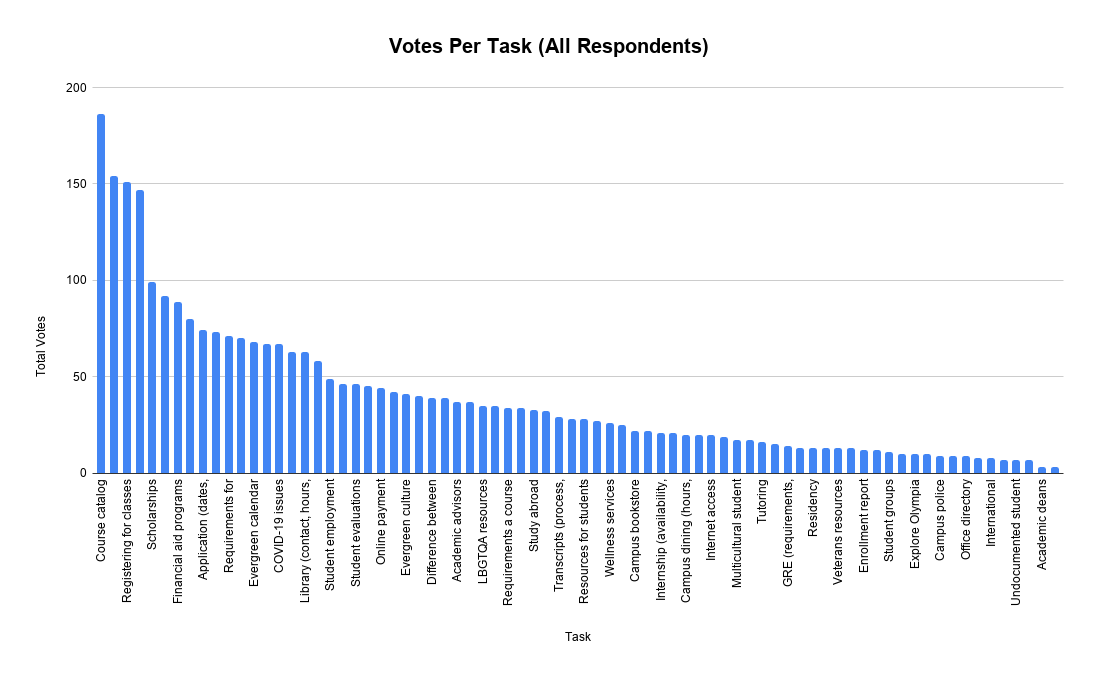 Votes Per Task (All Respondents)
200
150
100
50
0
Total Votes
Course catalog
Registering for classes
Scholarships
Financial aid programs
Application (dates,
Requirements for
Evergreen calendar
COVID-19 issues
Library (contact, hours,
Student employment
Student evaluations
Online payment
Evergreen culture
Difference between
Academic advisors
LBGTQA resources
Requirements a course
Study abroad
Transcripts (process,
Resources for students
Wellness services
Campus bookstore
Internship (availability,
Campus dining (hours,
Internet access
Multicultural student
Tutoring
GRE (requirements,
Residency
Veterans resources
Enrollment report
Student groups
Explore Olympia
Campus police
Office directory
International
Undocumented student
Academic deans
Task